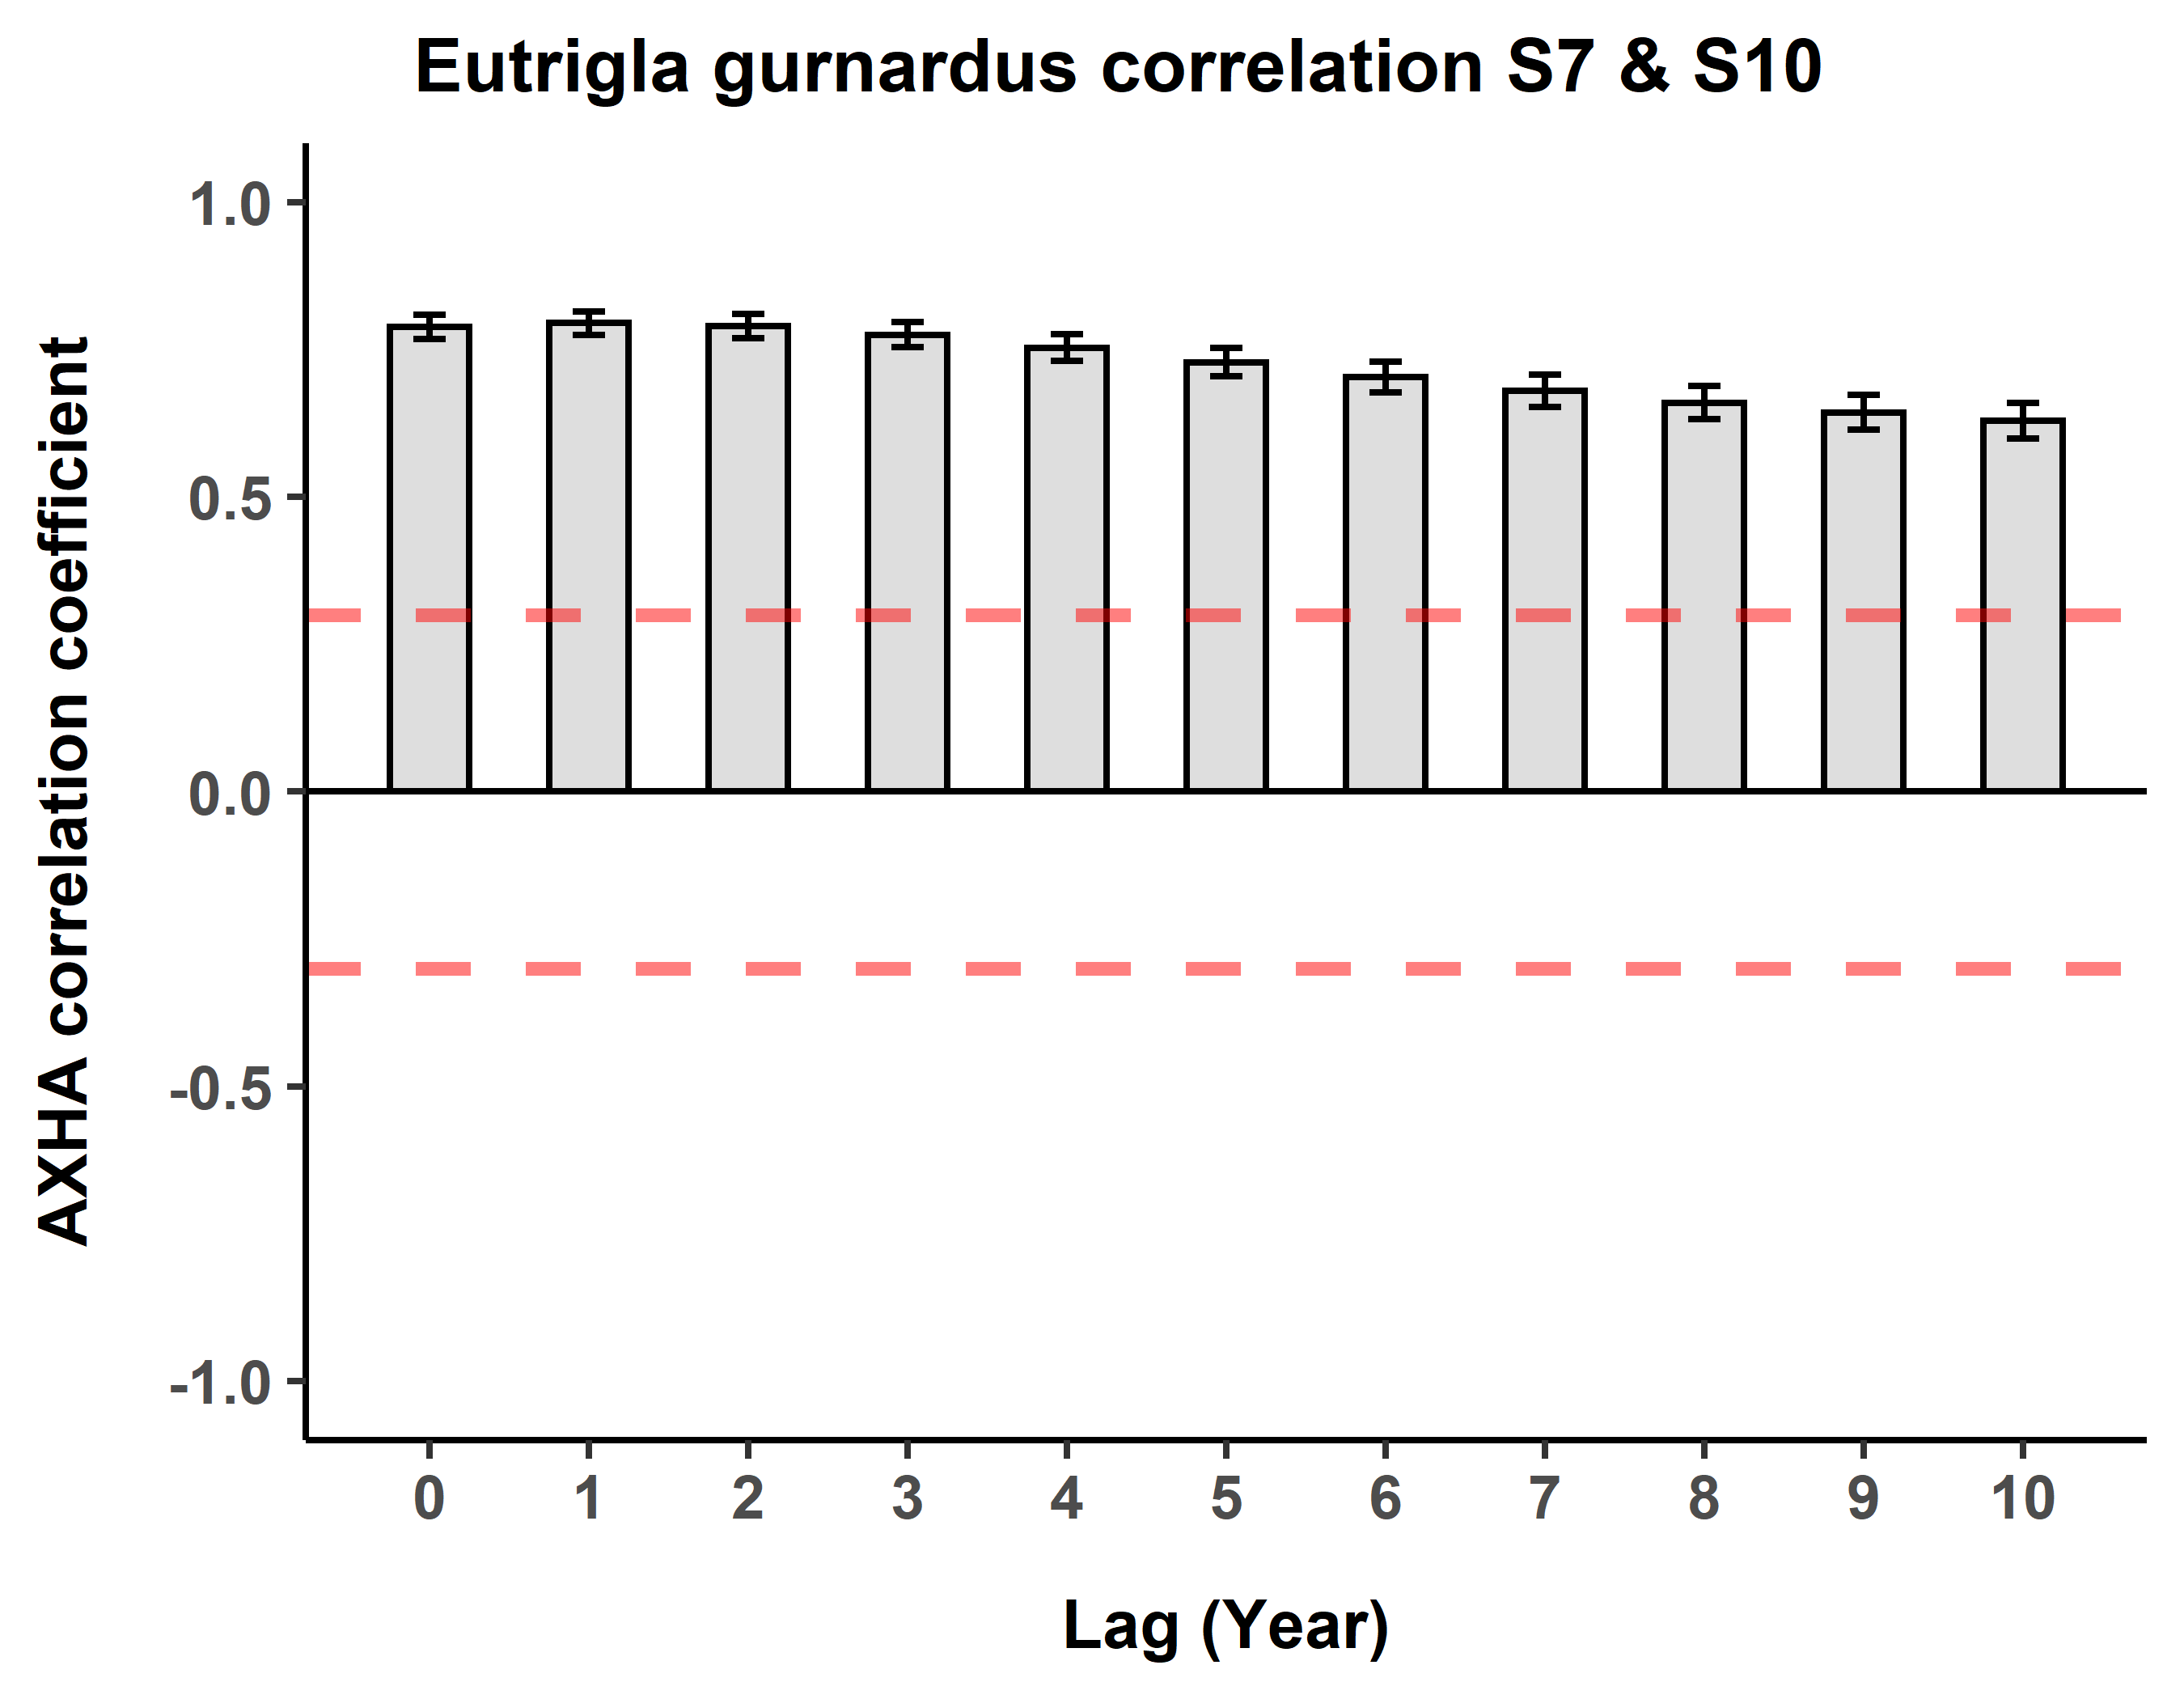 Eutrigla gurnardus correlation S7 & S10
AXHA correlation coefficient
1.0
0.5
0.0
-0.5
-1.0
0 1 2 3 4 5 6 7 8 9 10
Lag (Year)